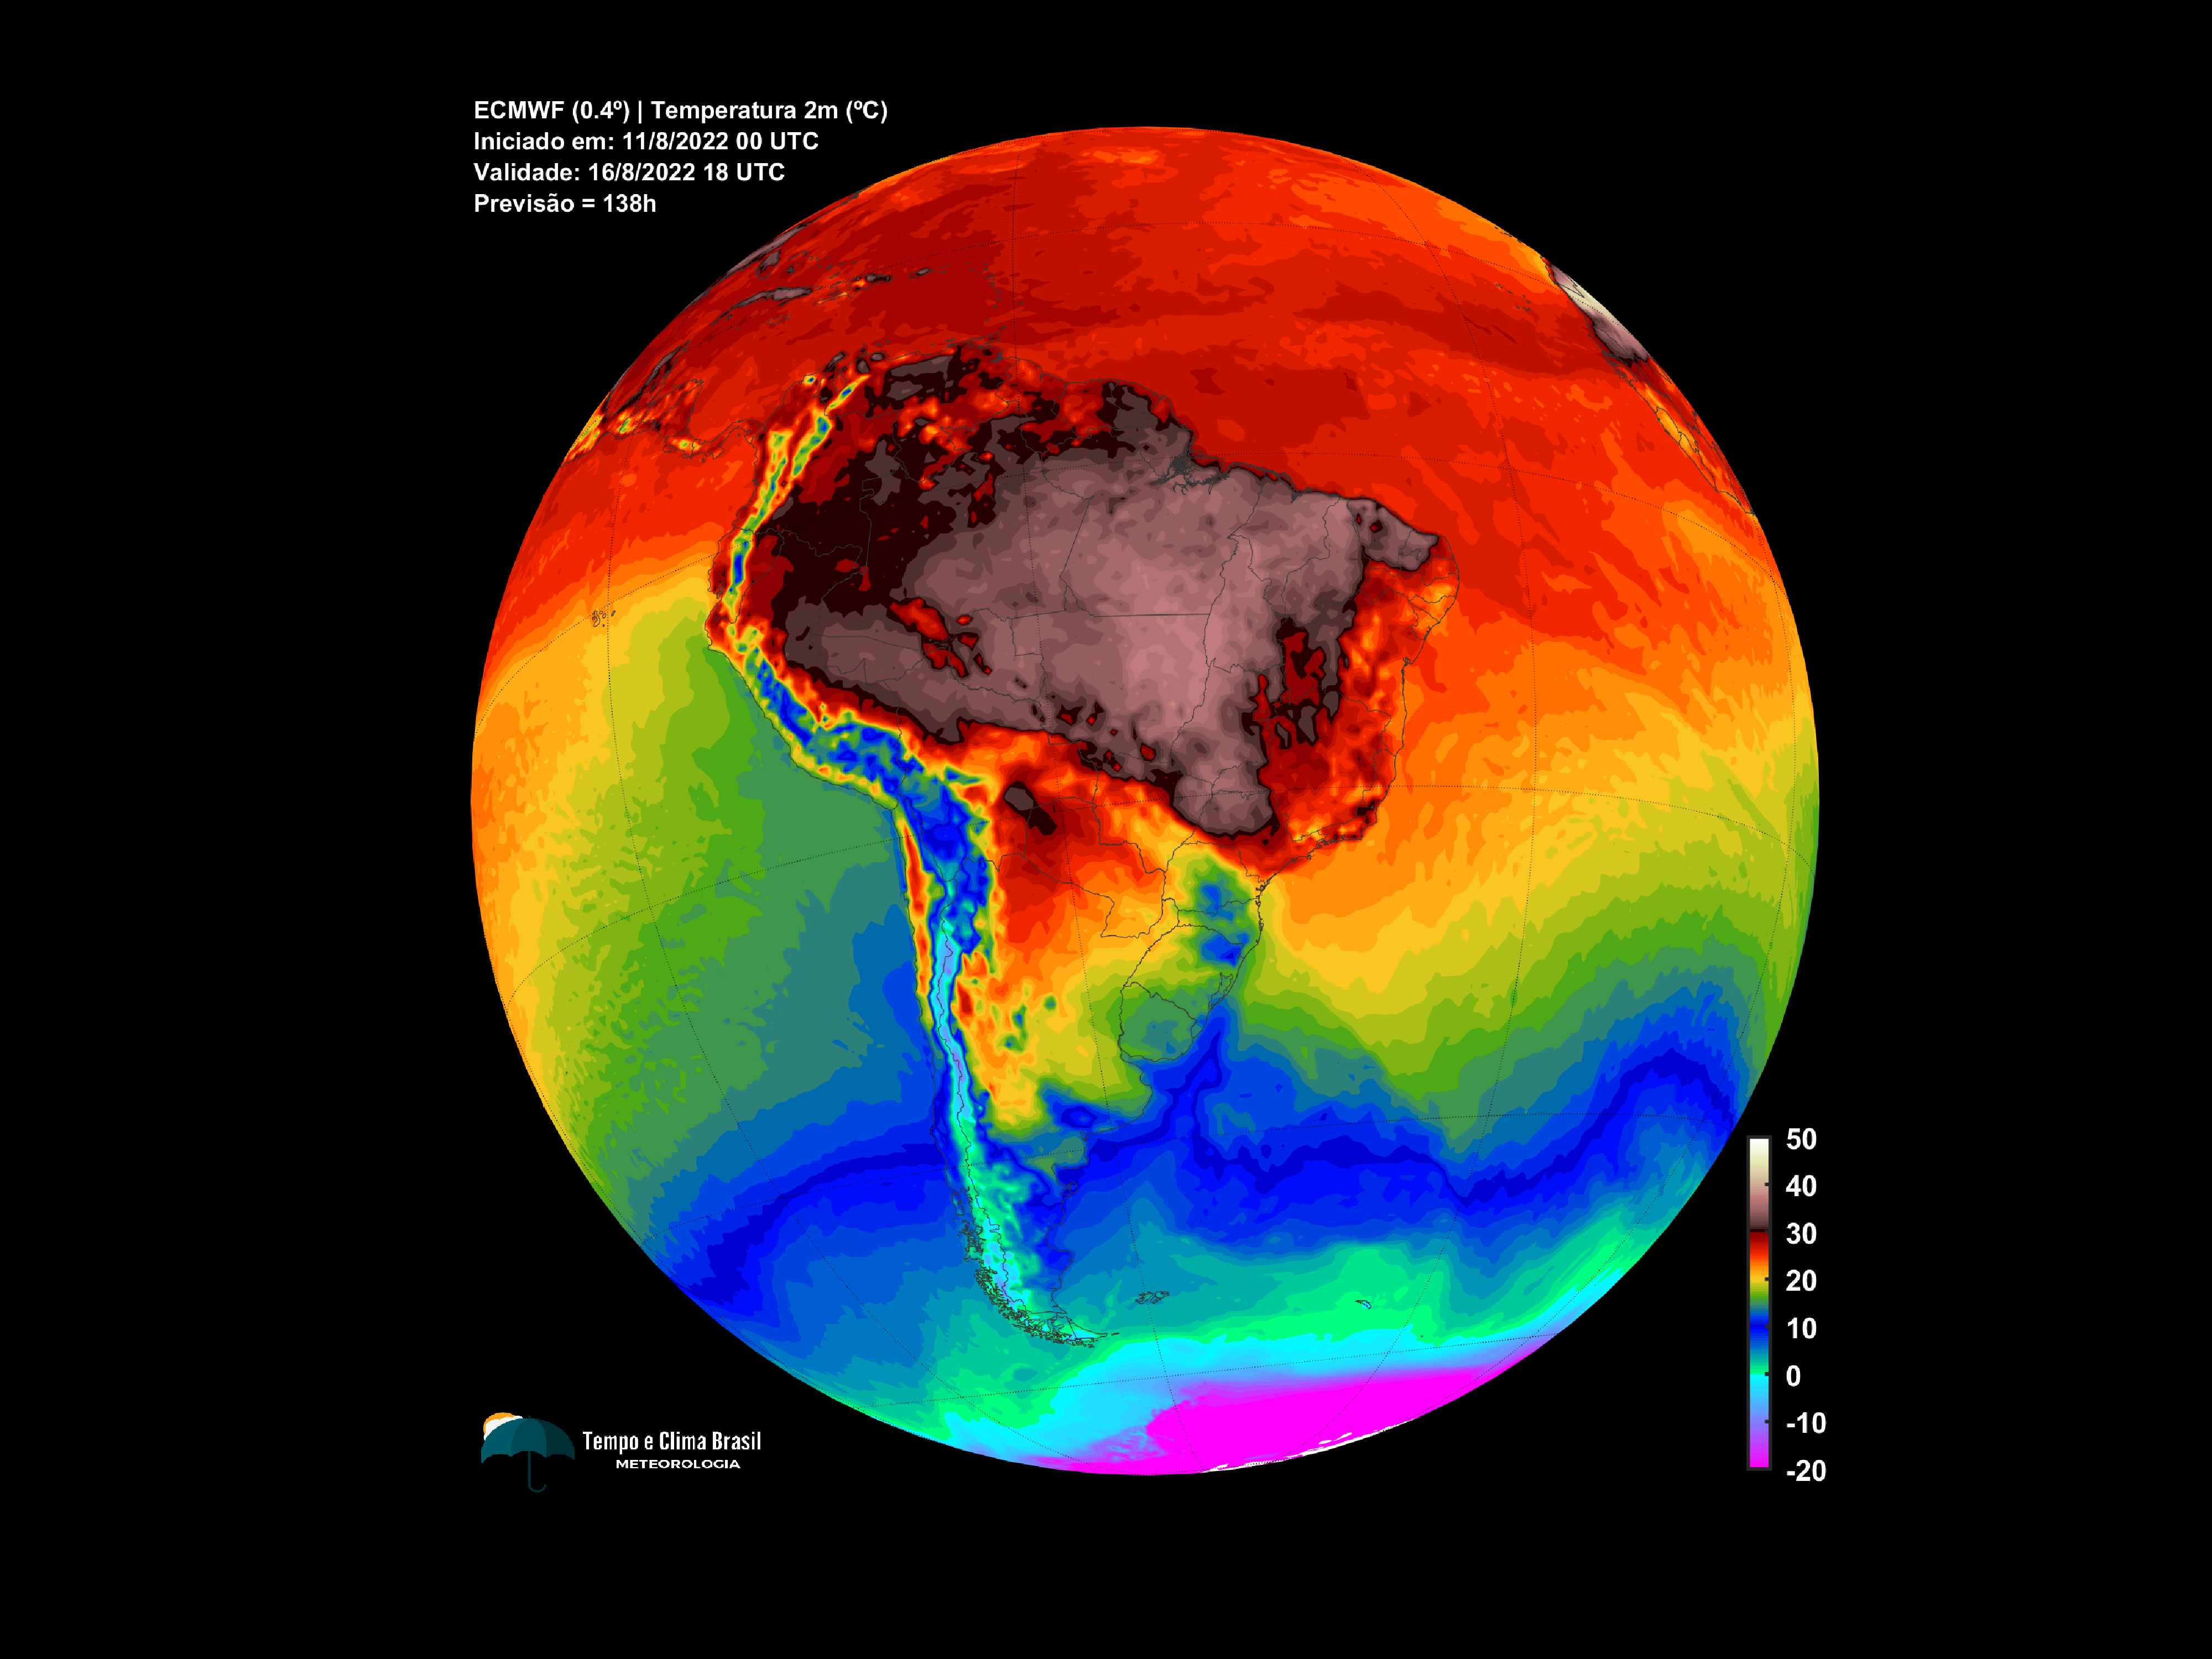 ECMWF (0.4º) | Temperatura 2m (ºC)
Iniciado em: 11/8/2022 00 UTC
Validade: 16/8/2022 18 UTC
Previsão = 138h
50
40
30
20
10
0
-10
-20
Tempo e Clima Brasil
METEOROLOGIA